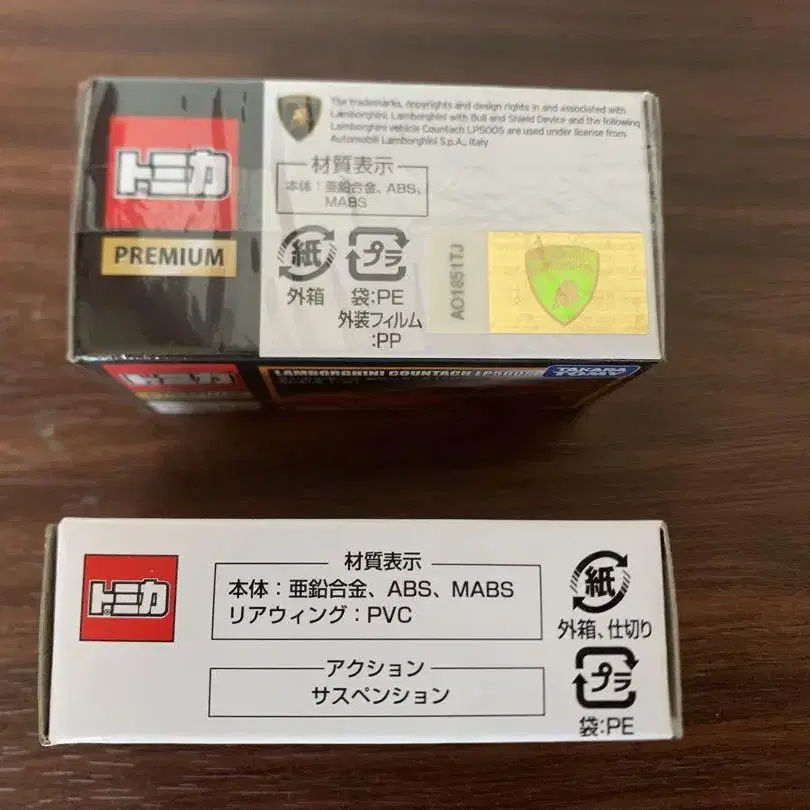 トミカ
PREMIUM
The trademarks, copyrights and design rights in and associated with
Lamborghini, Lamborghini with Bull and Shield Device and the following
Lamborghini vehicle Countach LP500S are used under license from
Automobili Lamborghini S.p.A., Italy
材質表示
本体：亜鉛合金、ABS、
MABS
紙
外箱
プラ
袋:PE
外装フィルム
:PP
AO1851TJ
LAMBORGHINI COUNTACH LP500S
TAKARA TOMY
トミカ
材質表示
本体：亜鉛合金、ABS、MABS
リアウィング：PVC
アクション
サスペンション
紙
外箱、仕切り
プラ
袋:PE